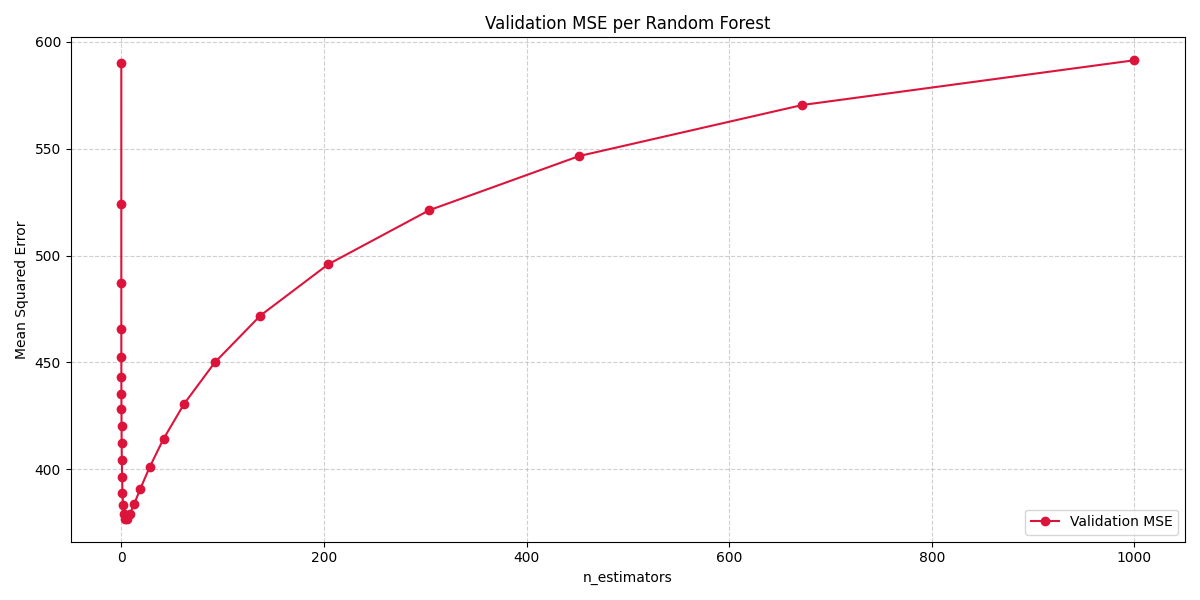 Validation MSE per Random Forest
Mean Squared Error
600
550
500
450
400
0
200
400
600
800
1000
n_estimators
Validation MSE